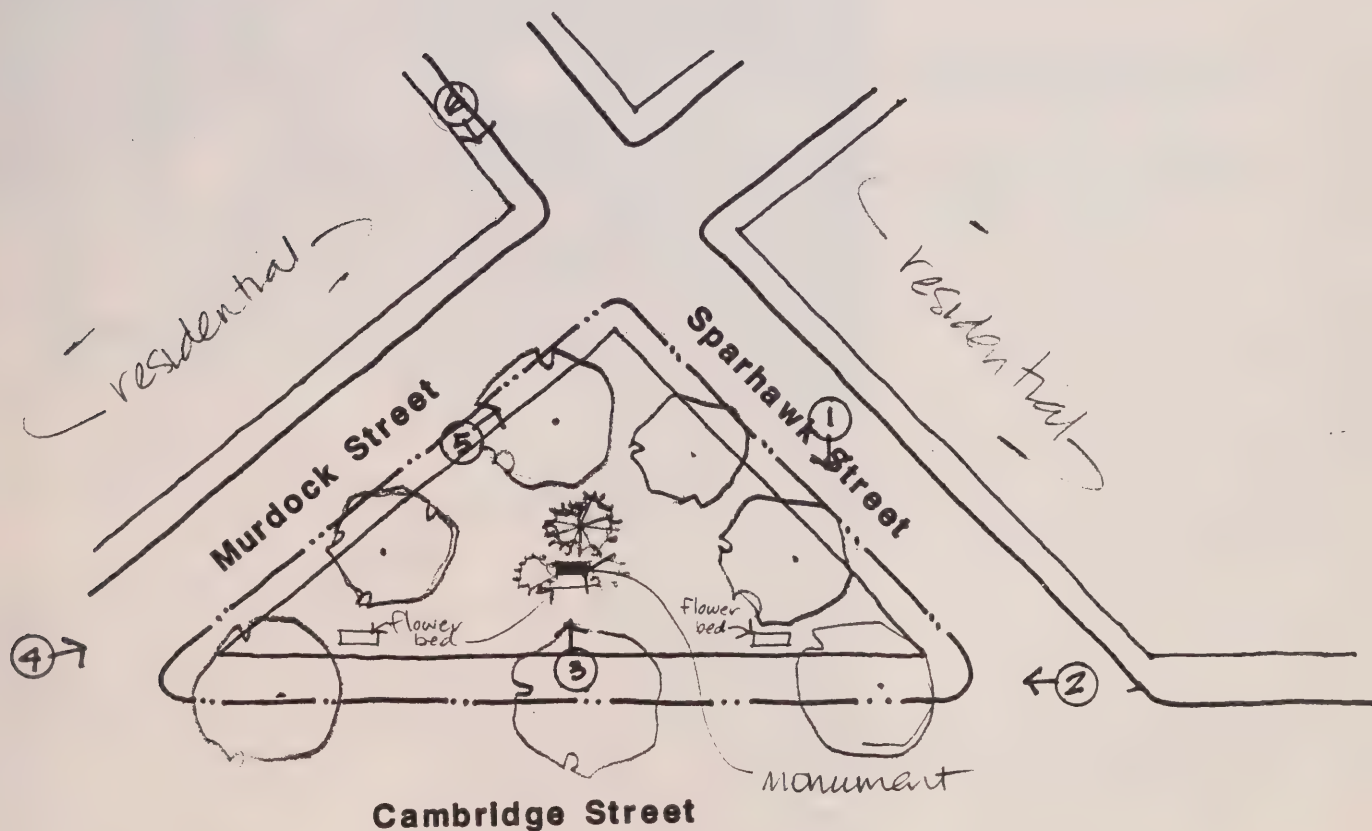 residential
residential
Sparhawk Street
①
Murdock Street
⑤
flower
bed
flower
bed
④
③
②
Monument
Cambridge Street